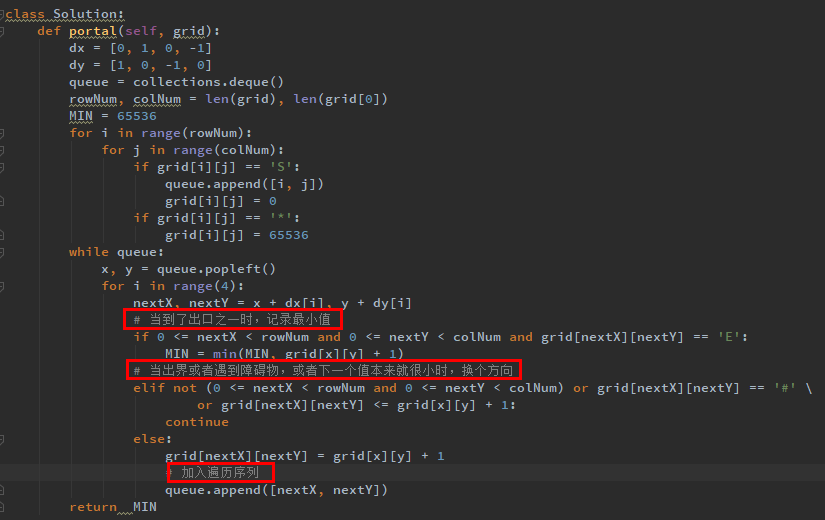 class Solution:
    def portal(self, grid):
        dx = [0, 1, 0, -1]
        dy = [1, 0, -1, 0]
        queue = collections.deque()
        rowNum, colNum = len(grid), len(grid[0])
        MIN = 65536
        for i in range(rowNum):
            for j in range(colNum):
                if grid[i][j] == 'S':
                    queue.append([i, j])
                    grid[i][j] = 0
                if grid[i][j] == '*':
                    grid[i][j] = 65536
        while queue:
            x, y = queue.popleft()
            for i in range(4):
                nextX, nextY = x + dx[i], y + dy[i]
                # 当到了出口之一时，记录最小值
                if 0 <= nextX < rowNum and 0 <= nextY < colNum and grid[nextX][nextY] == 'E':
                    MIN = min(MIN, grid[x][y] + 1)
                # 当出界或者遇到障碍物，或者下一个值本来就很小时，换个方向
                elif not (0 <= nextX < rowNum and 0 <= nextY < colNum) or grid[nextX][nextY] == '#' \
                        or grid[nextX][nextY] <= grid[x][y] + 1:
                    continue
                else:
                    grid[nextX][nextY] = grid[x][y] + 1
                    # 加入遍历序列
                    queue.append([nextX, nextY])
        return  MIN